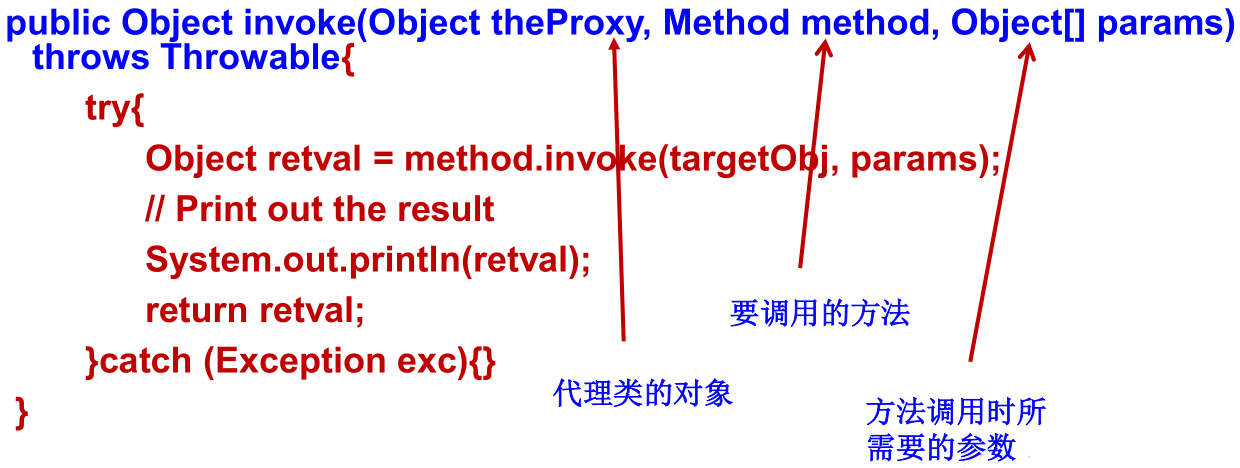 public Object invoke(Object theProxy, Method method, Object[] params)
throws Throwable{
try{
Object retval = method.invoke(targetObj, params);
// Print out the result
System.out.println(retval);
return retval;
}catch (Exception exc){}
}
要调用的方法
代理类的对象
方法调用时所
需要的参数